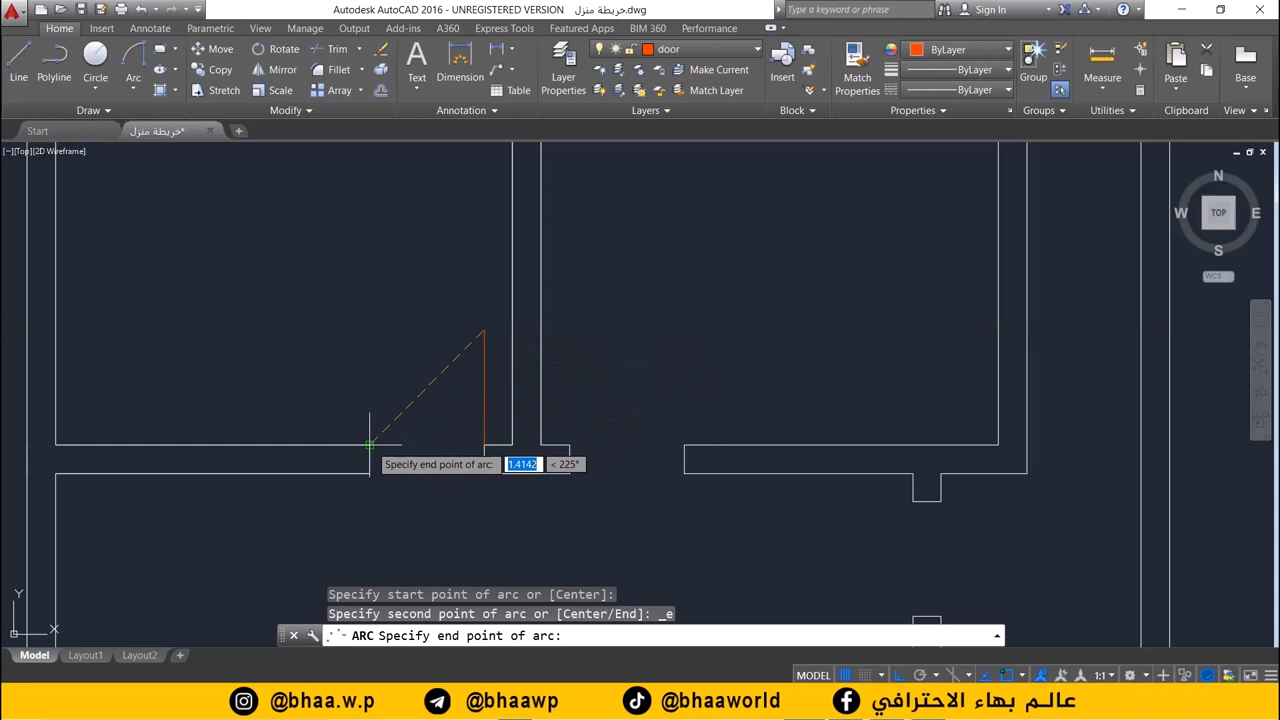 Autodesk AutoCAD 2016 - UNREGISTERED VERSION خريطة منزل.dwg
Type a keyword or phrase
Sign In
Home Insert Annotate Parametric View Manage Output Add-ins A360 Express Tools Featured Apps BIM 360 Performance
Line Polyline Circle Arc
Move Rotate Trim
Copy Mirror Fillet
Stretch Scale Array
Text Dimension Table
Layer Properties
door
Make Current
Match Layer
Insert
Match Properties
ByLayer
ByLayer
ByLayer
Group Measure Paste Base
Draw Modify Annotation Layers Block Properties Groups Utilities Clipboard View
Start خريطة منزل*
[−][Top][2D Wireframe]
N
W TOP E
S
WCS
Specify end point of arc: 1.4142 < 225°
Y
X
Specify start point of arc or [Center]:
Specify second point of arc or [Center/End]: _e
ARC Specify end point of arc:
Model Layout1 Layout2 +
MODEL 1:1
@bhaa.w.p @bhaawp @bhaaworld عالم بهاء الاحترافي